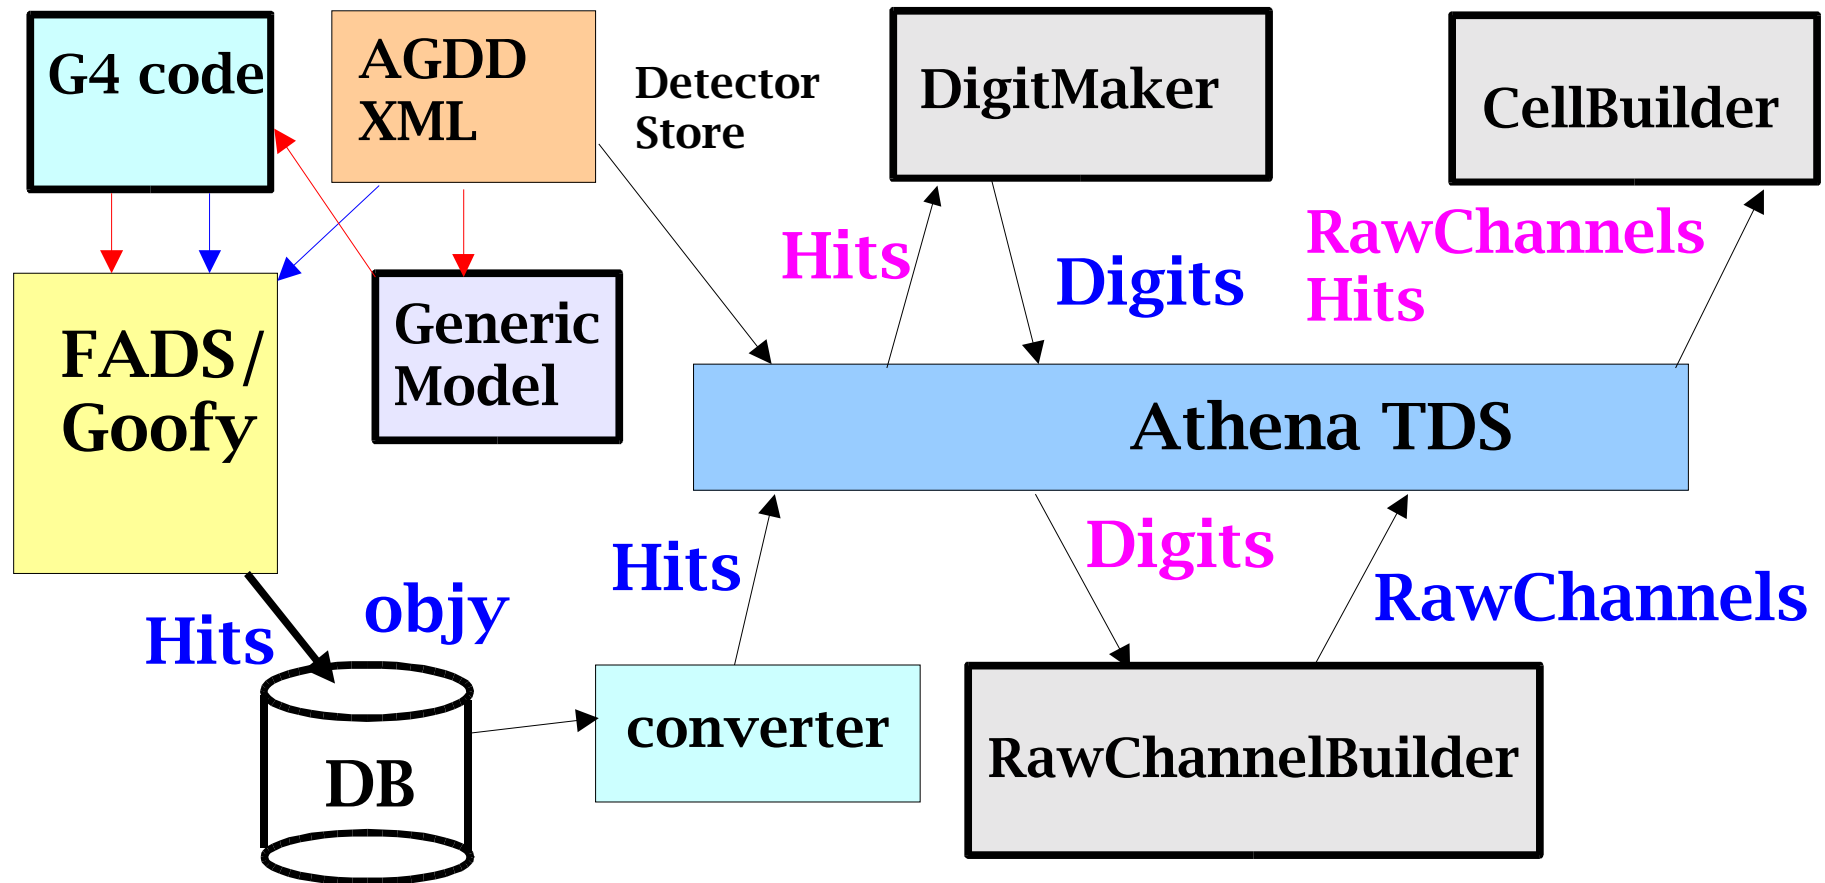 G4 code
AGDD
XML
Detector
Store
DigitMaker
CellBuilder
Hits
Digits
RawChannels
Hits
FADS/
Goofy
Generic
Model
Athena TDS
Hits
objy
Hits
Digits
RawChannels
DB
converter
RawChannelBuilder